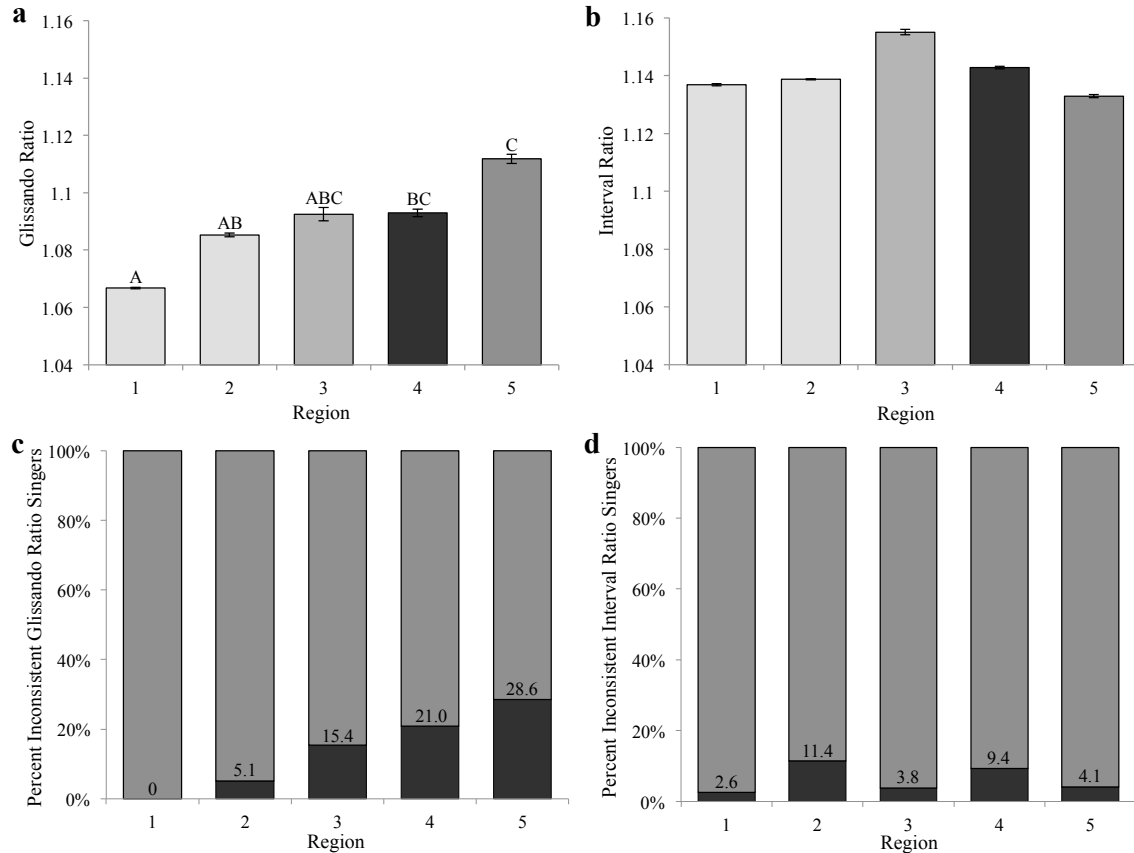 a
Glissando Ratio
1.16
1.14
1.12
1.1
1.08
1.06
1.04
A
AB
ABC
BC
C
1 2 3 4 5
Region
b
Interval Ratio
1.16
1.14
1.12
1.1
1.08
1.06
1.04
1 2 3 4 5
Region
c
Percent Inconsistent Glissando Ratio Singers
100%
80%
60%
40%
20%
0%
0
5.1
15.4
21.0
28.6
1 2 3 4 5
Region
d
Percent Inconsistent Interval Ratio Singers
100%
80%
60%
40%
20%
0%
2.6
11.4
3.8
9.4
4.1
1 2 3 4 5
Region